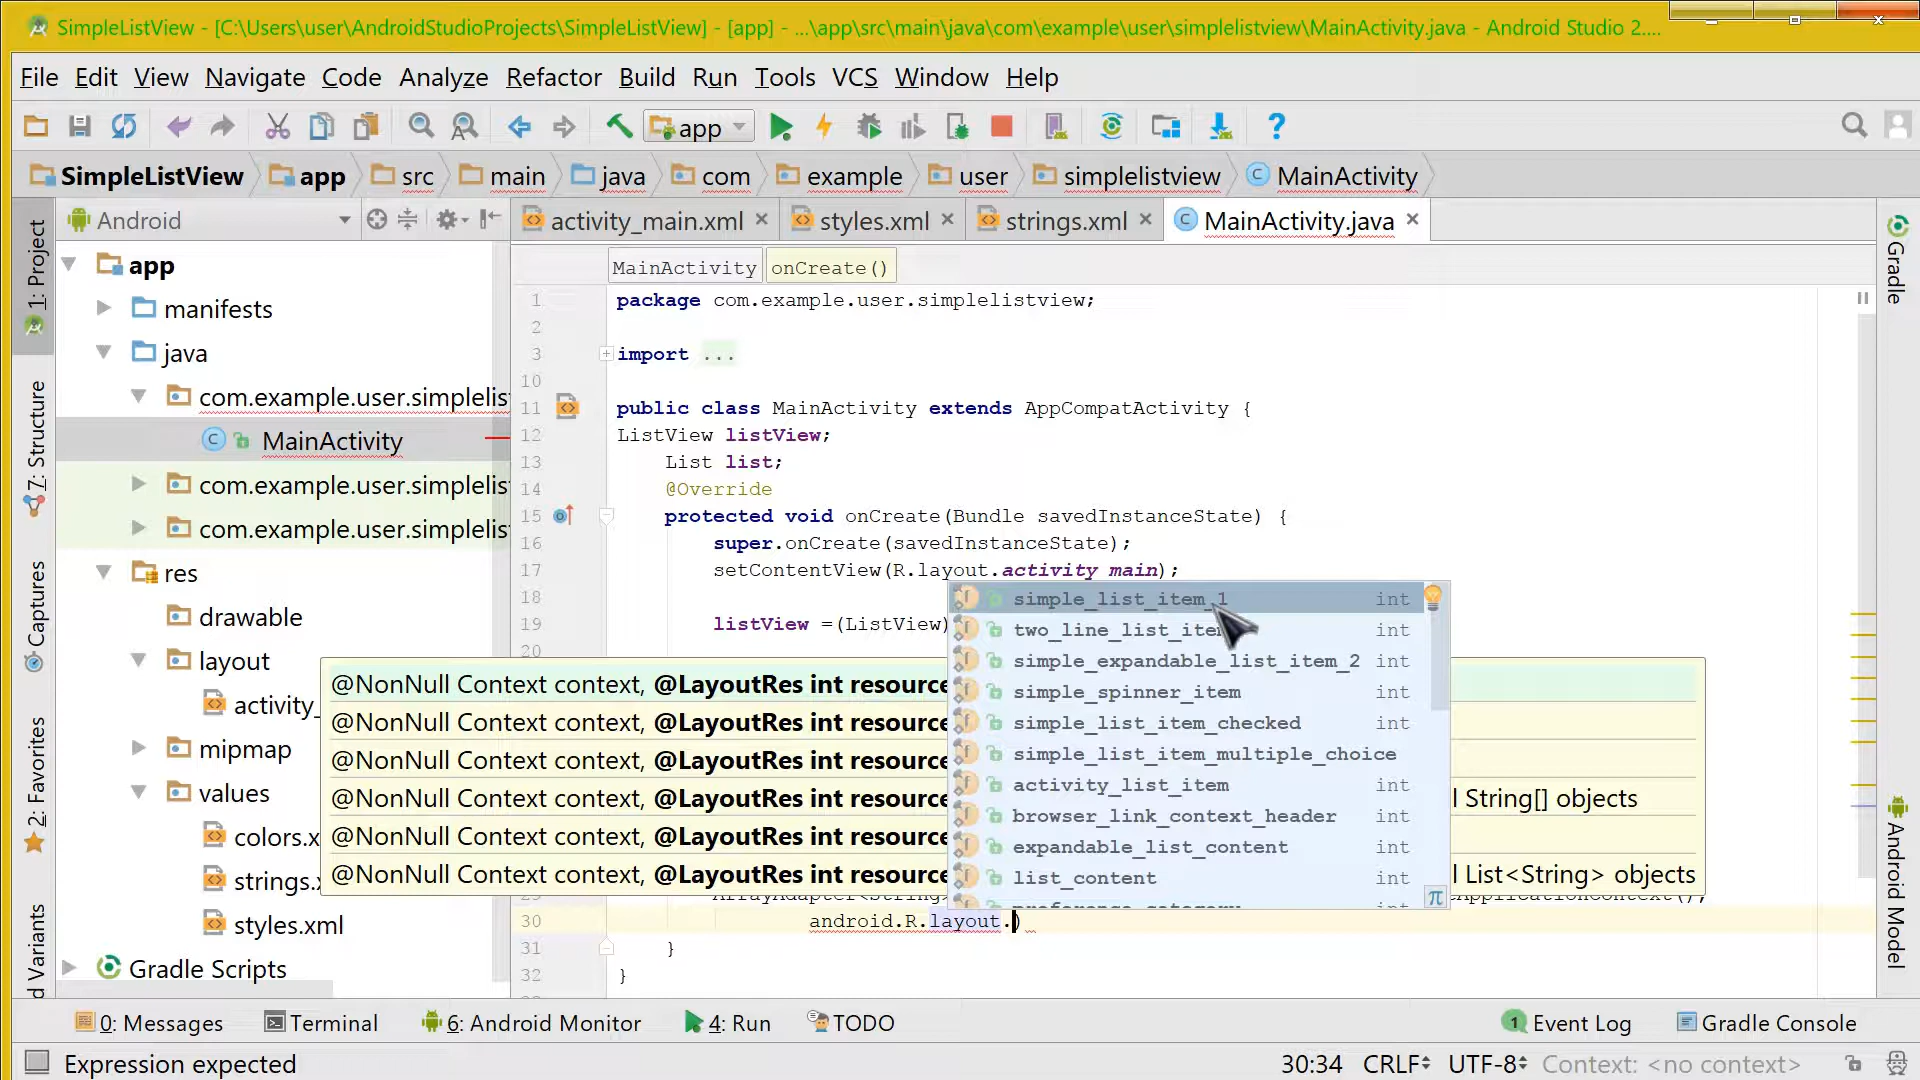 SimpleListView - [C:\Users\user\AndroidStudioProjects\SimpleListView] - [app] - ...\app\src\main\java\com\example\user\simplelistview\MainActivity.java - Android Studio 2....
File Edit View Navigate Code Analyze Refactor Build Run Tools VCS Window Help
app
SimpleListView app src main java com example user simplelistview MainActivity
Android
activity_main.xml styles.xml strings.xml MainActivity.java
1: Project
7: Structure
Captures
2: Favorites
d Variants
app
manifests
java
com.example.user.simplelis
MainActivity
com.example.user.simplelis
com.example.user.simplelis
res
drawable
layout
activity_
mipmap
values
colors.x
strings.x
styles.xml
Gradle Scripts
MainActivity onCreate()
1 package com.example.user.simplelistview;
2
3 import ...
10
11 public class MainActivity extends AppCompatActivity {
12 ListView listView;
13 List list;
14 @Override
15 protected void onCreate(Bundle savedInstanceState) {
16 super.onCreate(savedInstanceState);
17 setContentView(R.layout.activity_main);
18
19 listView =(ListView)
20
@NonNull Context context, @LayoutRes int resource
@NonNull Context context, @LayoutRes int resource
@NonNull Context context, @LayoutRes int resource
@NonNull Context context, @LayoutRes int resource l String[] objects
@NonNull Context context, @LayoutRes int resource
@NonNull Context context, @LayoutRes int resource l List<String> objects
simple_list_item_1 int
two_line_list_item int
simple_expandable_list_item_2 int
simple_spinner_item int
simple_list_item_checked int
simple_list_item_multiple_choice
activity_list_item int
browser_link_context_header int
expandable_list_content int
list_content int
preference_category int
π
29 ArrayAdapter<String> pplicationContext(),
30 android.R.layout.)
31 }
32 }
Gradle
Android Model
0: Messages Terminal 6: Android Monitor 4: Run TODO 1 Event Log Gradle Console
Expression expected 30:34 CRLF UTF-8 Context: <no context>